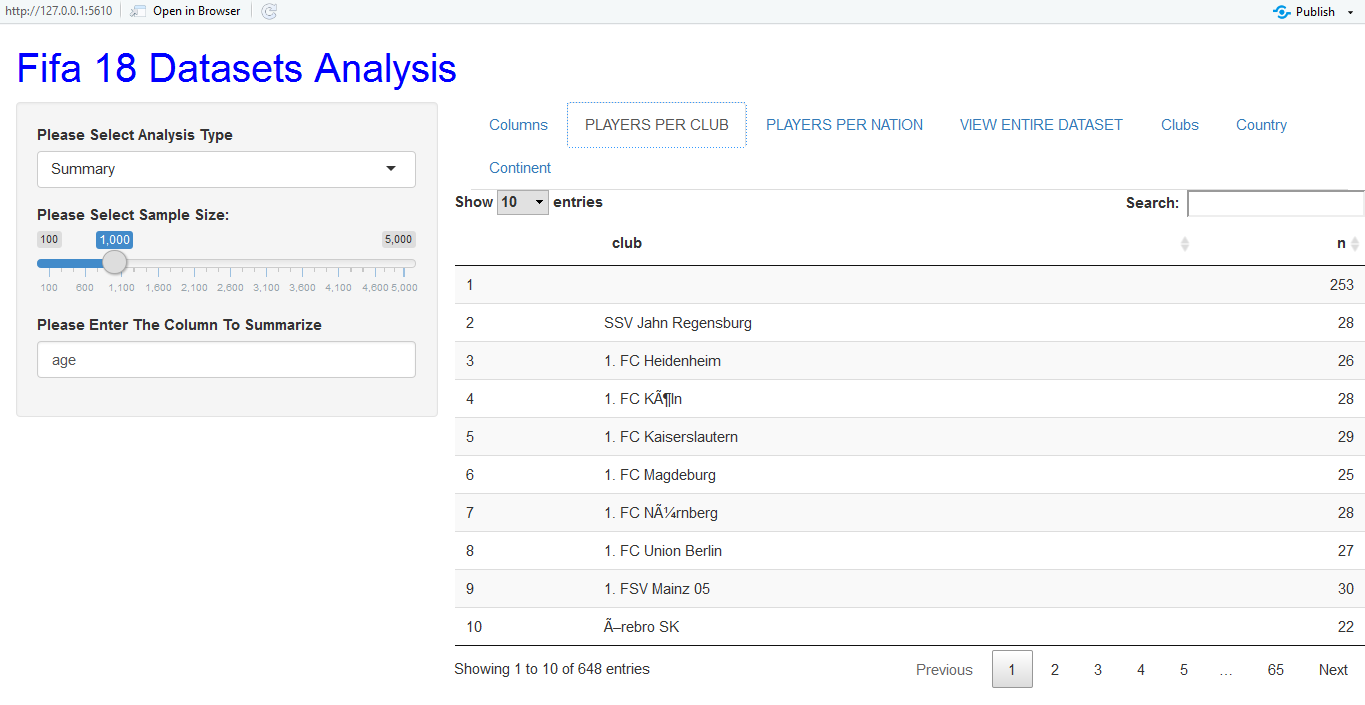 http://127.0.0.1:5610 Open in Browser Publish
Fifa 18 Datasets Analysis
Please Select Analysis Type
Summary
Please Select Sample Size:
100 1,000 5,000
100 600 1,100 1,600 2,100 2,600 3,100 3,600 4,100 4,600 5,000
Please Enter The Column To Summarize
age
Columns PLAYERS PER CLUB PLAYERS PER NATION VIEW ENTIRE DATASET Clubs Country
Continent
Show 10 entries Search:
club n
1 253
2 SSV Jahn Regensburg 28
3 1. FC Heidenheim 26
4 1. FC KÃ¶ln 28
5 1. FC Kaiserslautern 29
6 1. FC Magdeburg 25
7 1. FC NÃ¼rnberg 28
8 1. FC Union Berlin 27
9 1. FSV Mainz 05 30
10 Ã–rebro SK 22
Showing 1 to 10 of 648 entries Previous 1 2 3 4 5 … 65 Next